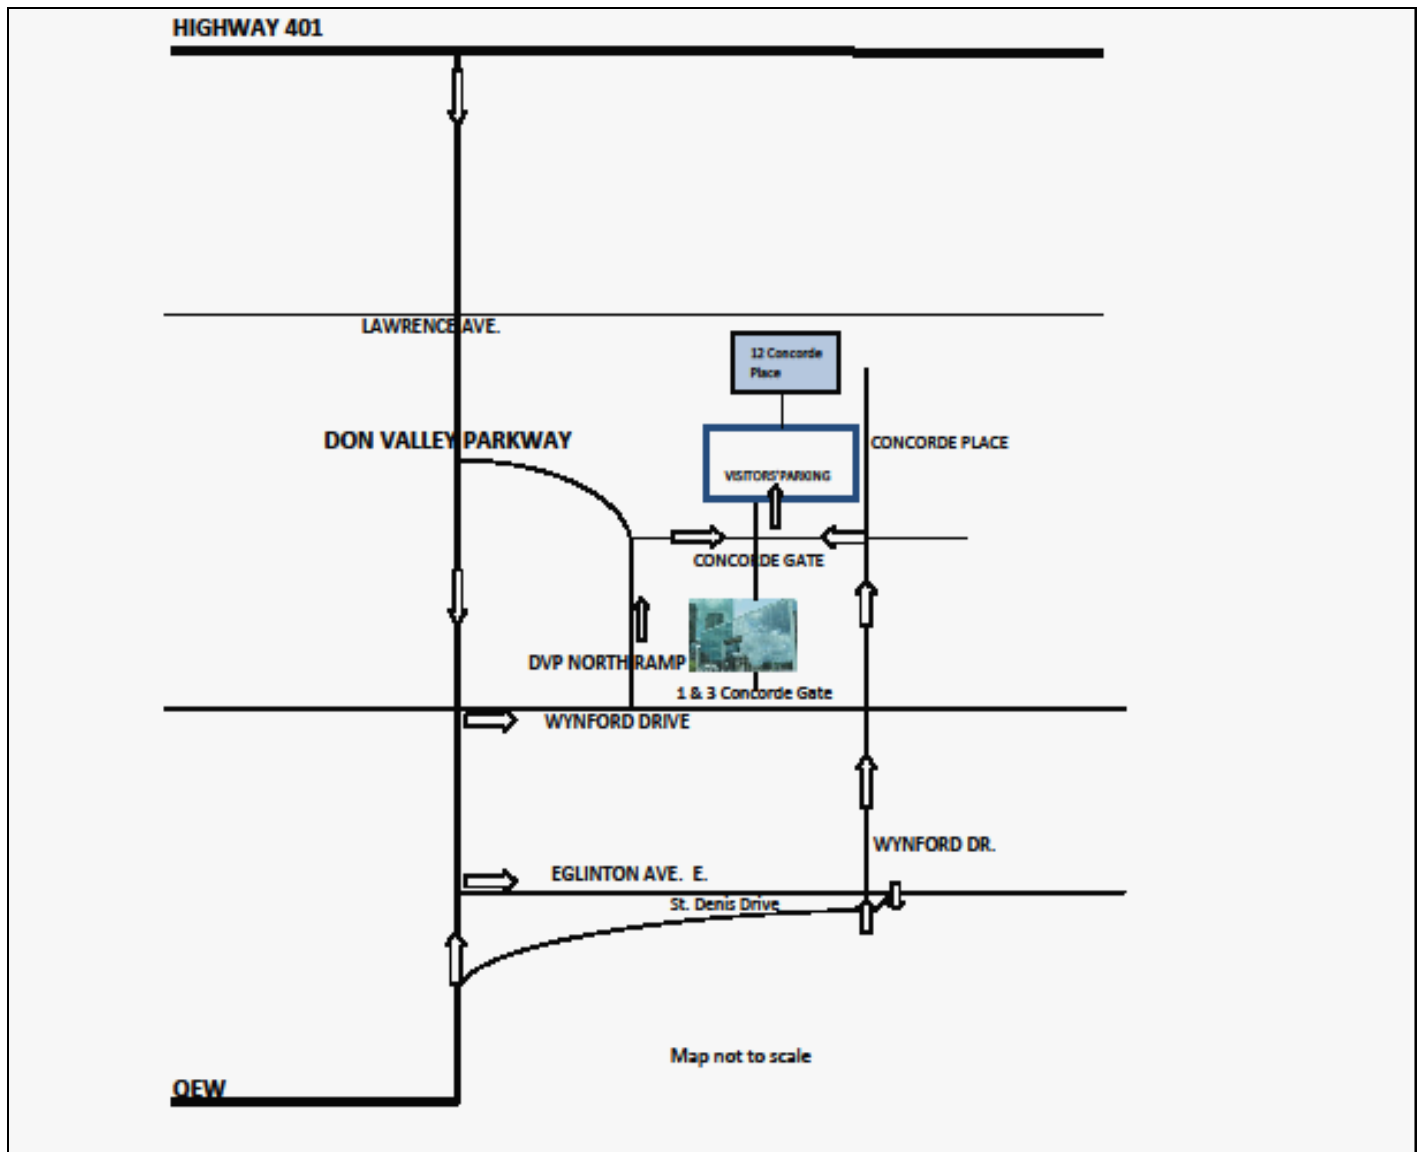 HIGHWAY 401
LAWRENCE AVE.
12 Concorde
Place
DON VALLEY PARKWAY
CONCORDE PLACE
VISITORS'PARKING
CONCORDE GATE
DVP NORTH RAMP
1 & 3 Concorde Gate
WYNFORD DRIVE
WYNFORD DR.
EGLINTON AVE. E.
St. Denis Drive
Map not to scale
QEW